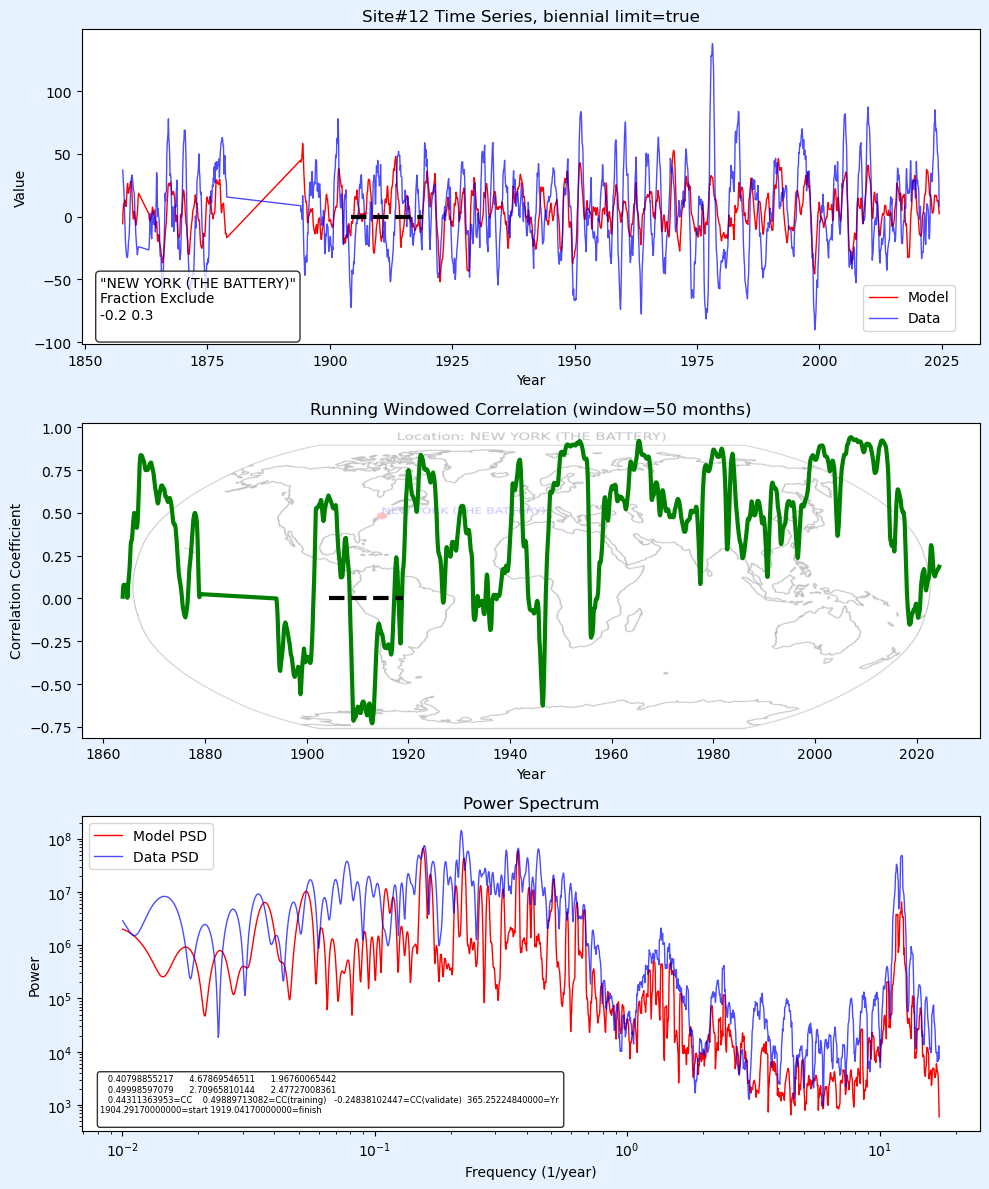 Site#12 Time Series, biennial limit=true
Value
100
50
0
−50
−100
"NEW YORK (THE BATTERY)"
Fraction Exclude
-0.2 0.3
Model
Data
1850
1875
1900
1925
1950
1975
2000
2025
Year
Running Windowed Correlation (window=50 months)
Location: NEW YORK (THE BATTERY)
NEW YORK (THE BATTERY)
Correlation Coefficient
1.00
0.75
0.50
0.25
0.00
−0.25
−0.50
−0.75
1860
1880
1900
1920
1940
1960
1980
2000
2020
Year
Power Spectrum
Model PSD
Data PSD
Power
10^8
10^7
10^6
10^5
10^4
10^3
0.40798855217 4.67869546511 1.96760065442
0.49998597079 2.70965810144 2.47727008361
0.44311363953=CC 0.49889713082=CC(training) -0.24838102447=CC(validate) 365.25224840000=Yr
1904.29170000000=start 1919.04170000000=finish
10^−2
10^−1
10^0
10^1
Frequency (1/year)